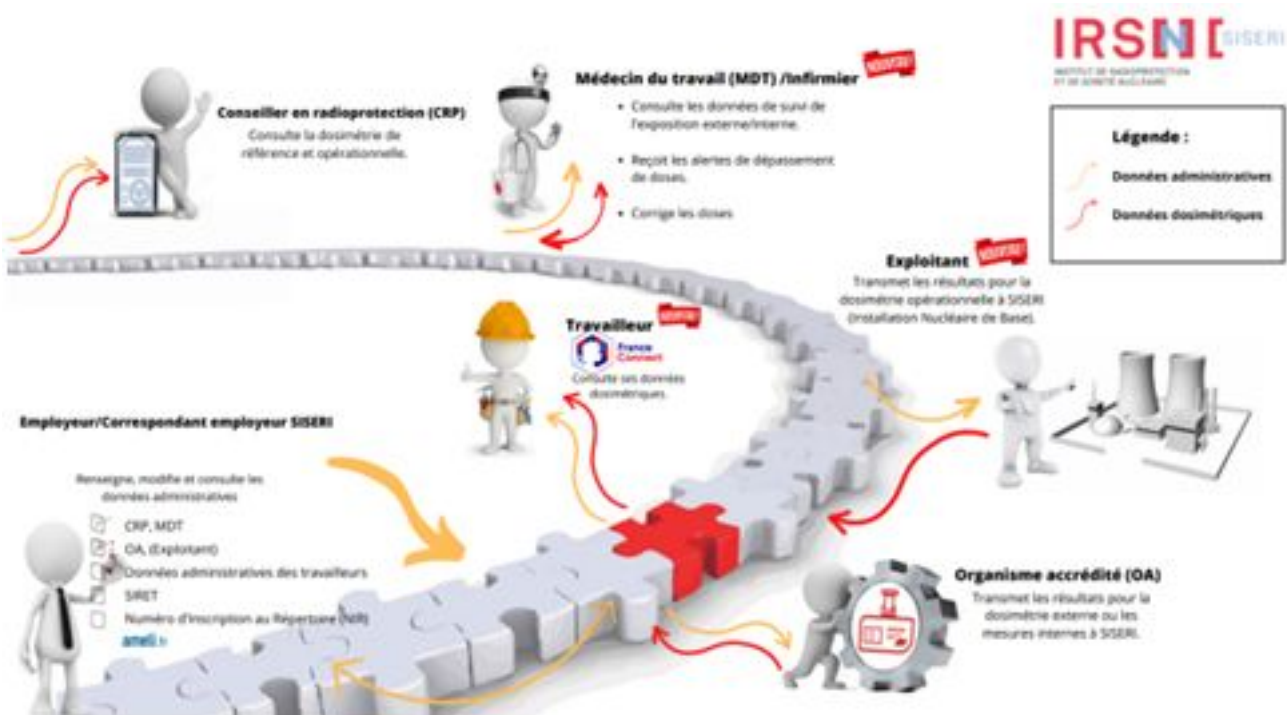 IRSN [ SISERI
INSTITUT DE RADIOPROTECTION
ET DE SÛRETÉ NUCLÉAIRE
Légende :
Données administratives
Données dosimétriques
Conseiller en radioprotection (CRP)
Consulte la dosimétrie de
référence et opérationnelle.
Médecin du travail (MDT) /Infirmier
NOUVEAU !
• Consulte les données de suivi de
l'exposition externe/interne.
• Reçoit les alertes de dépassement
de doses.
• Corrige les doses
Exploitant
NOUVEAU !
Transmet les résultats pour la
dosimétrie opérationnelle à SISERI
(Installation Nucléaire de Base).
Travailleur
NOUVEAU !
France
Connect
Consulte ses données
dosimétriques.
Employeur/Correspondant employeur SISERI
Renseigne, modifie et consulte les
données administratives
CRP, MDT
OA, (Exploitant)
Données administratives des travailleurs
SIRET
Numéro d'Inscription au Répertoire (NIR)
ameli.fr
Organisme accrédité (OA)
Transmet les résultats pour la
dosimétrie externe ou les
mesures internes à SISERI.